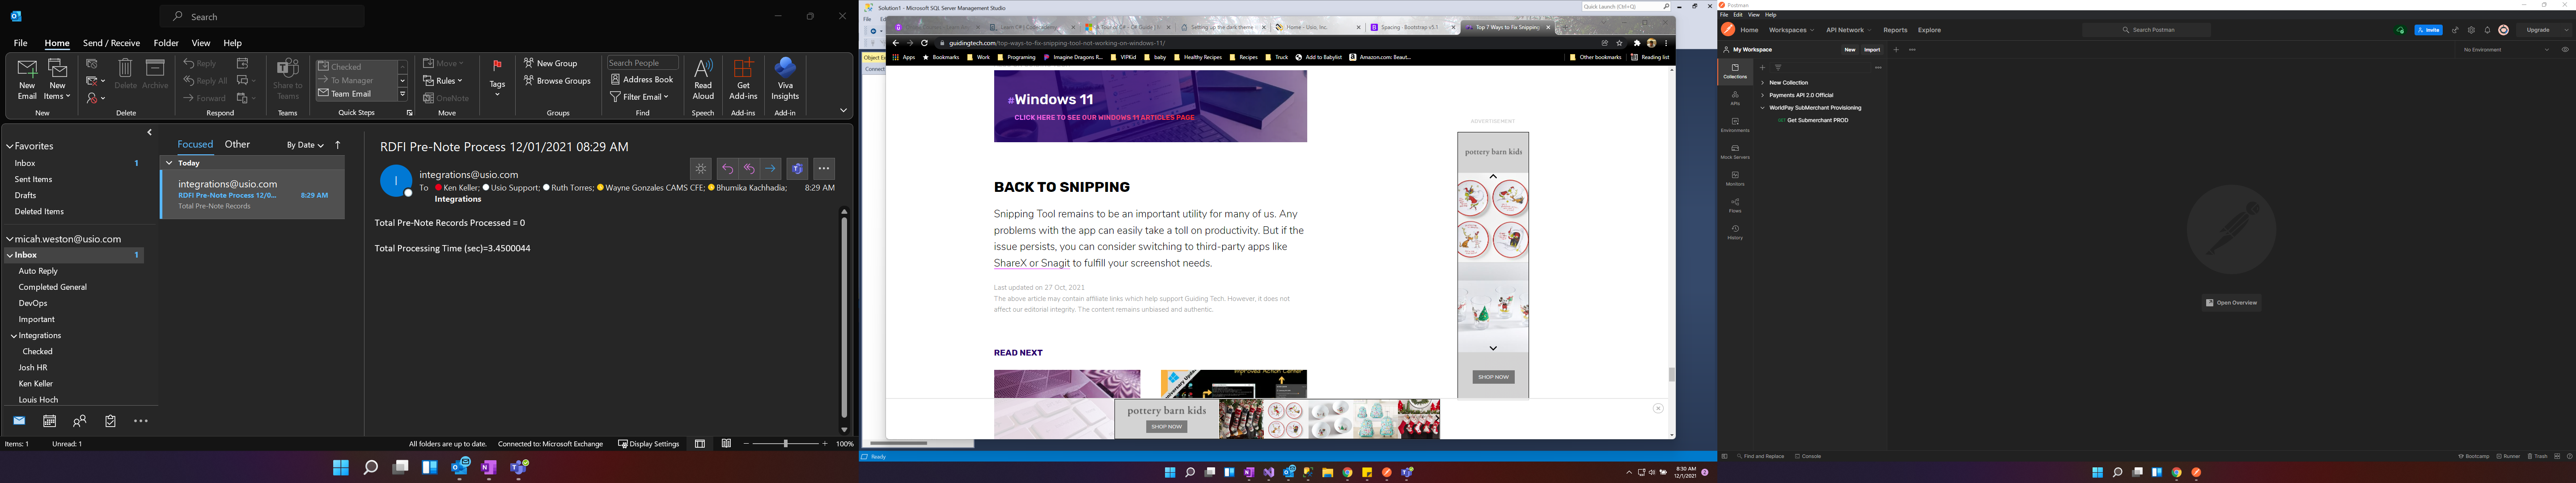 Search
File Home Send / Receive Folder View Help
New Email
New Items
Delete
Archive
Reply
Reply All
Forward
Share to Teams
Checked
To Manager
Team Email
Move
Rules
OneNote
Tags
New Group
Browse Groups
Search People
Address Book
Filter Email
Read Aloud
Get Add-ins
Viva Insights
New Delete Respond Teams Quick Steps Move Groups Find Speech Add-ins Add-in
Favorites
Inbox 1
Sent Items
Drafts
Deleted Items
micah.weston@usio.com
Inbox 1
Auto Reply
Completed General
DevOps
Important
Integrations
Checked
Josh HR
Ken Keller
Louis Hoch
Focused Other By Date
Today
integrations@usio.com
RDFI Pre-Note Process 12/0... 8:29 AM
Total Pre-Note Records
RDFI Pre-Note Process 12/01/2021 08:29 AM
I
integrations@usio.com
To Ken Keller; Usio Support; Ruth Torres; Wayne Gonzales CAMS CFE; Bhumika Kachhadia; 8:29 AM
Integrations
Total Pre-Note Records Processed = 0
Total Processing Time (sec)=3.4500044
Items: 1 Unread: 1 All folders are up to date. Connected to: Microsoft Exchange Display Settings 100%
Solution1 - Microsoft SQL Server Management Studio
Quick Launch (Ctrl+Q)
File
Object Ex
Connect
Home - Usio, Inc.
Spacing · Bootstrap v5.1
Top 7 Ways to Fix Snipping
guidingtech.com/top-ways-to-fix-snipping-tool-not-working-on-windows-11/
Apps Bookmarks Work Programing Imagine Dragons R... VIPKid baby Healthy Recipes Recipes Truck Add to Babylist Amazon.com: Beaut... Other bookmarks Reading list
#Windows 11
CLICK HERE TO SEE OUR WINDOWS 11 ARTICLES PAGE
BACK TO SNIPPING
Snipping Tool remains to be an important utility for many of us. Any
problems with the app can easily take a toll on productivity. But if the
issue persists, you can consider switching to third-party apps like
ShareX or Snagit to fulfill your screenshot needs.
Last updated on 27 Oct, 2021
The above article may contain affiliate links which help support Guiding Tech. However, it does not
affect our editorial integrity. The content remains unbiased and authentic.
READ NEXT
Improved Action Center
ADVERTISEMENT
pottery barn kids
SHOP NOW
pottery barn kids
SHOP NOW
Ready
8:30 AM
12/1/2021
Postman
File Edit View Help
Home Workspaces API Network Reports Explore
Search Postman
Invite
Upgrade
My Workspace
New Import
No Environment
Collections
APIs
Environments
Mock Servers
Monitors
Flows
History
New Collection
Payments API 2.0 Official
WorldPay SubMerchant Provisioning
GET Get Submerchant PROD
Open Overview
Find and Replace Console
Bootcamp Runner Trash